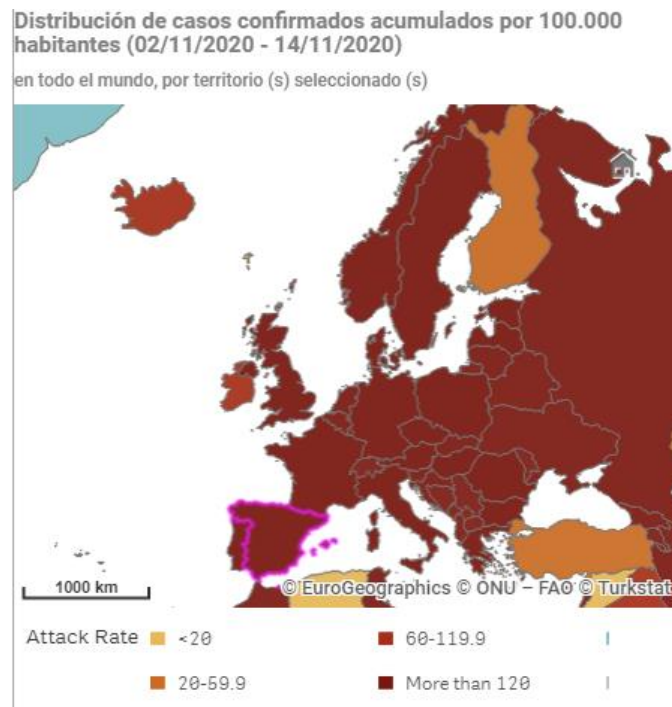 Distribución de casos confirmados acumulados por 100.000
habitantes (02/11/2020 - 14/11/2020)
en todo el mundo, por territorio (s) seleccionado (s)
1000 km
© EuroGeographics © ONU – FAO © Turkstat
Attack Rate
<20
60-119.9
20-59.9
More than 120